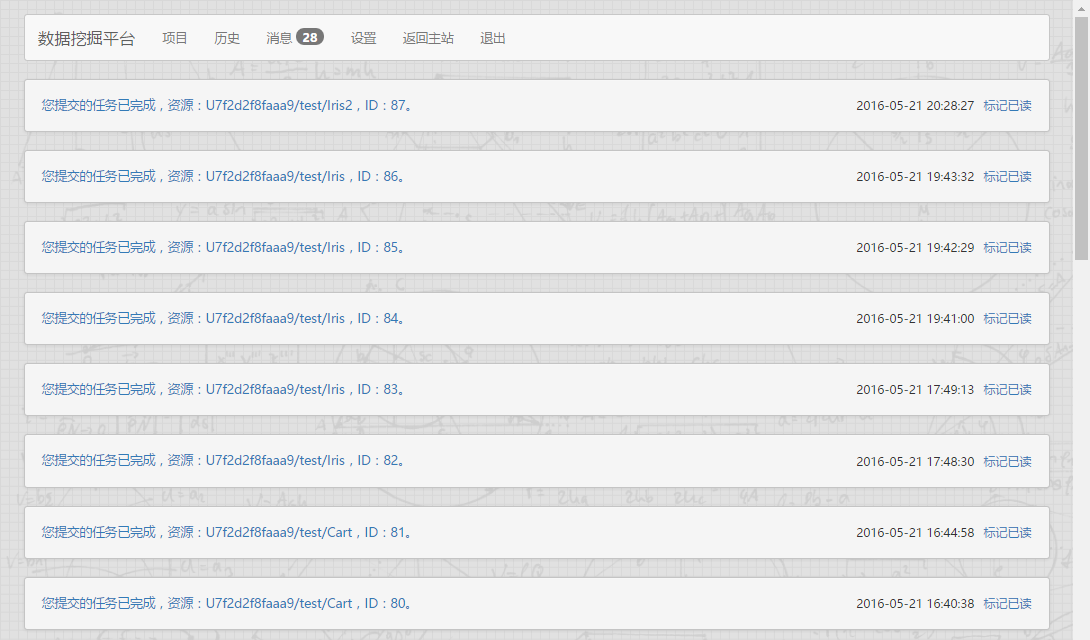 数据挖掘平台 项目 历史 消息 28 设置 返回主站 退出
您提交的任务已完成，资源：U7f2d2f8faaa9/test/Iris2，ID：87。 2016-05-21 20:28:27 标记已读
您提交的任务已完成，资源：U7f2d2f8faaa9/test/Iris，ID：86。 2016-05-21 19:43:32 标记已读
您提交的任务已完成，资源：U7f2d2f8faaa9/test/Iris，ID：85。 2016-05-21 19:42:29 标记已读
您提交的任务已完成，资源：U7f2d2f8faaa9/test/Iris，ID：84。 2016-05-21 19:41:00 标记已读
您提交的任务已完成，资源：U7f2d2f8faaa9/test/Iris，ID：83。 2016-05-21 17:49:13 标记已读
您提交的任务已完成，资源：U7f2d2f8faaa9/test/Iris，ID：82。 2016-05-21 17:48:30 标记已读
您提交的任务已完成，资源：U7f2d2f8faaa9/test/Cart，ID：81。 2016-05-21 16:44:58 标记已读
您提交的任务已完成，资源：U7f2d2f8faaa9/test/Cart，ID：80。 2016-05-21 16:40:38 标记已读